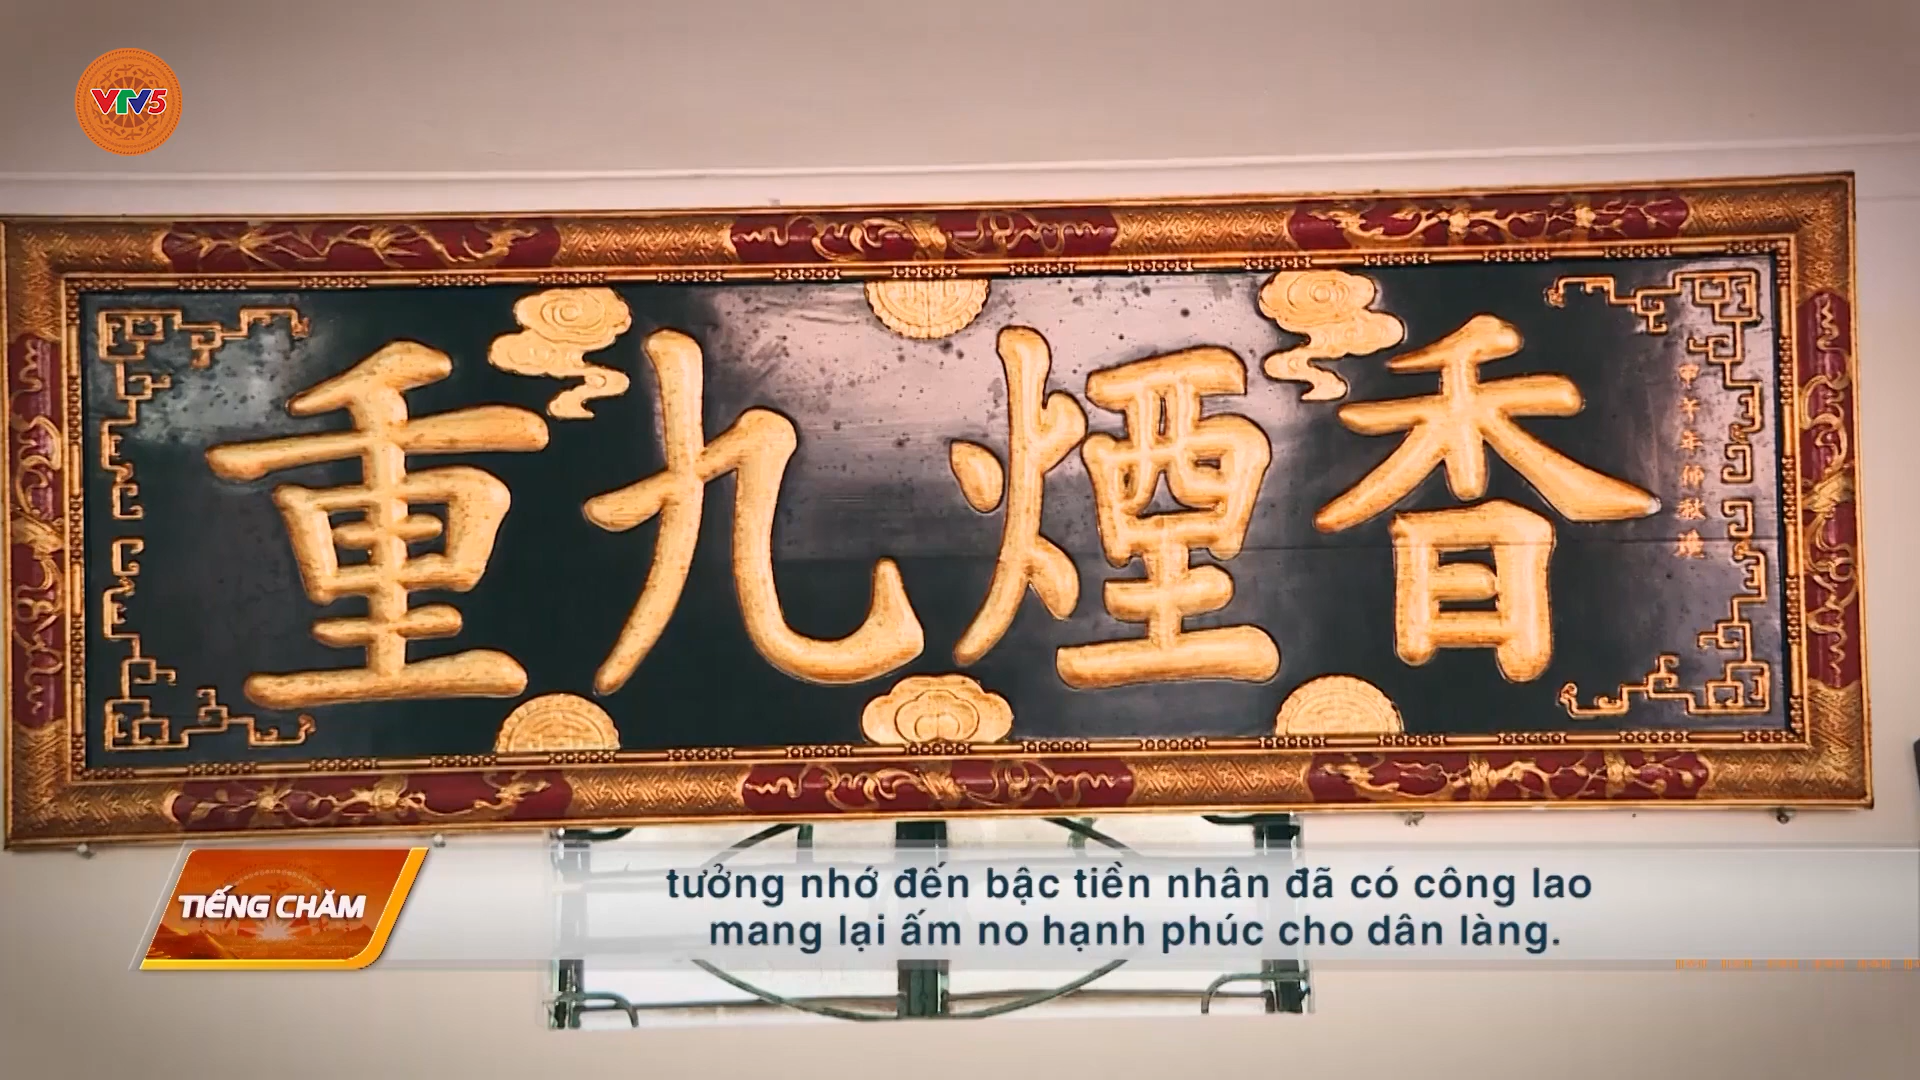 VTV5
香煙九重
甲午年仲秋造
TIẾNG CHĂM
tưởng nhớ đến bậc tiền nhân đã có công lao
mang lại ấm no hạnh phúc cho dân làng.